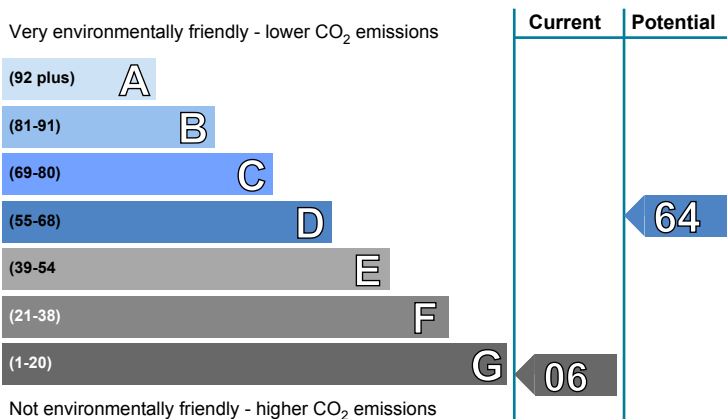 Very environmentally friendly - lower CO2 emissions
Current
Potential
(92 plus) A
(81-91) B
(69-80) C
(55-68) D
64
(39-54 E
(21-38) F
(1-20) G
06
Not environmentally friendly - higher CO2 emissions